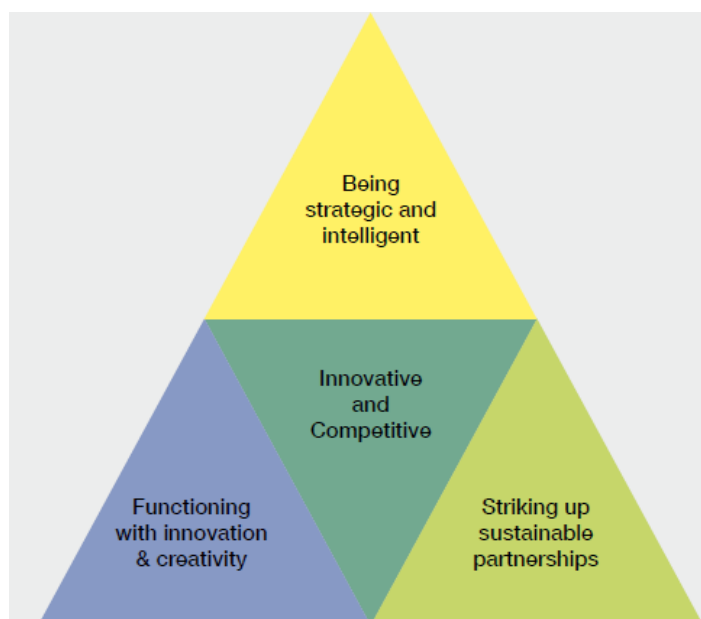 Being
strategic and
intelligent
Innovative
and
Competitive
Functioning
with innovation
& creativity
Striking up
sustainable
partnerships